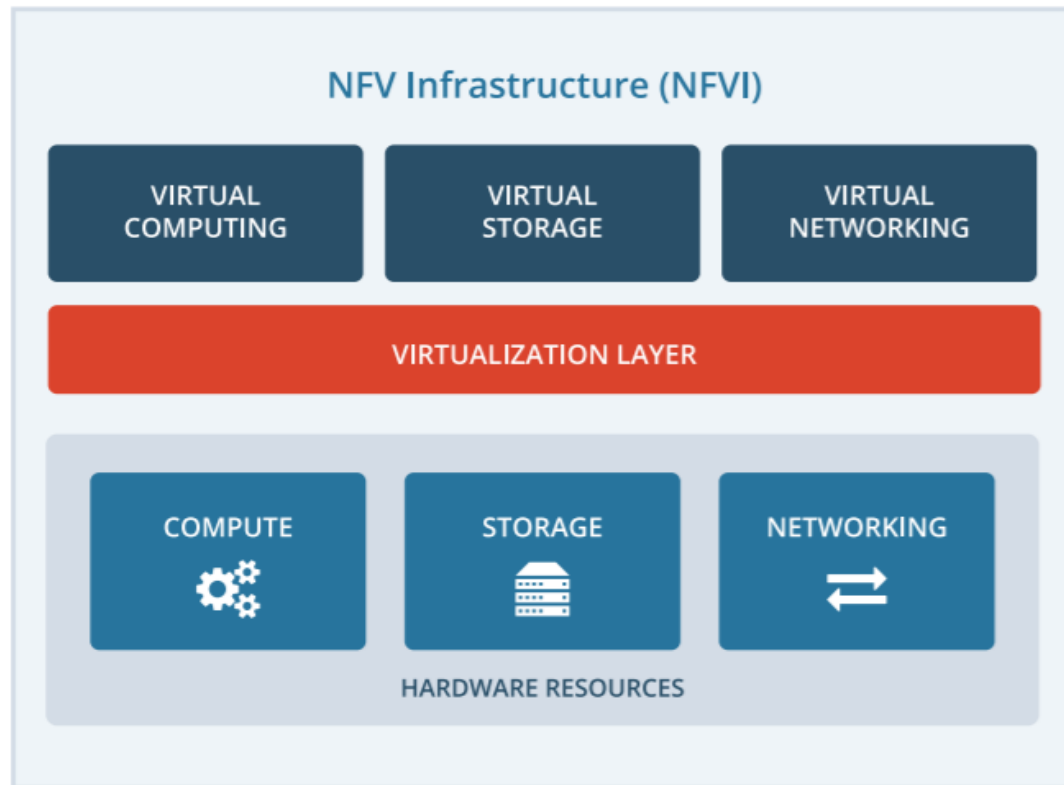 NFV Infrastructure (NFVI)
VIRTUAL
COMPUTING
VIRTUAL
STORAGE
VIRTUAL
NETWORKING
VIRTUALIZATION LAYER
COMPUTE
STORAGE
NETWORKING
HARDWARE RESOURCES